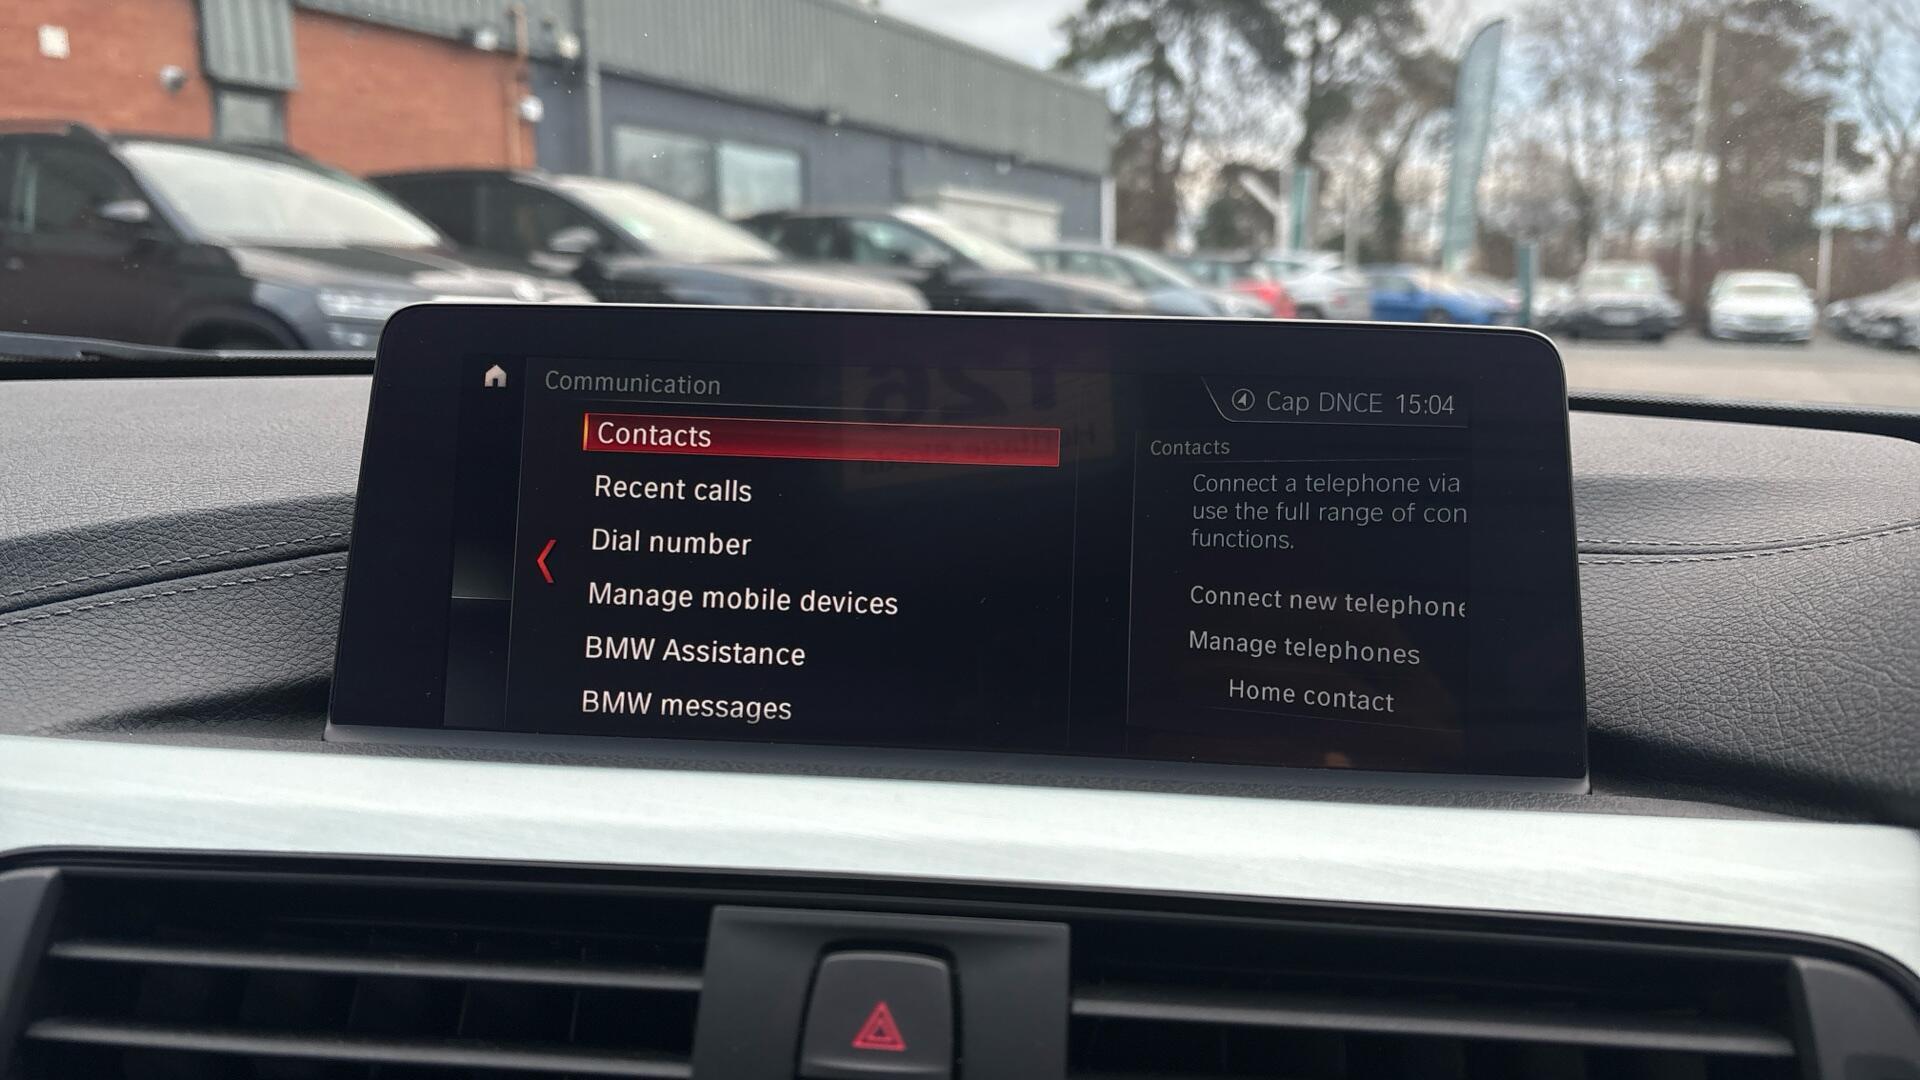 Communication
Cap DNCE 15:04
Contacts
Recent calls
Dial number
Manage mobile devices
BMW Assistance
BMW messages
Contacts
Connect a telephone via
use the full range of con
functions.
Connect new telephone
Manage telephones
Home contact